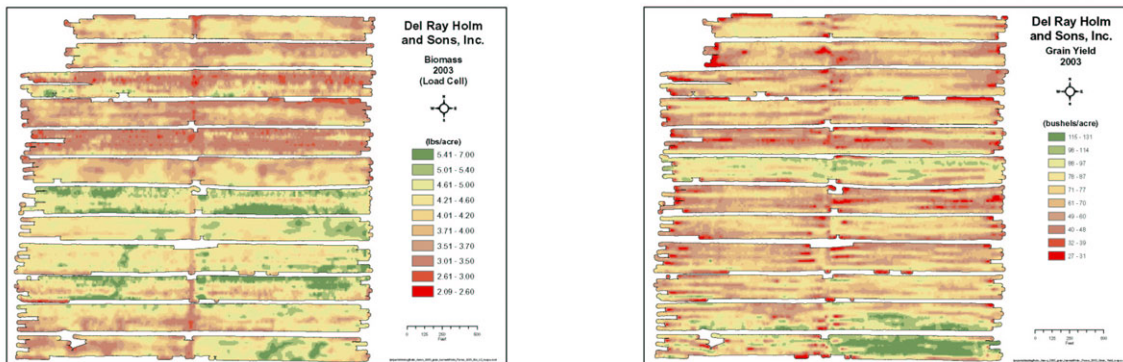 Del Ray Holm
and Sons, Inc.
Biomass
2003
(Load Cell)
(lbs/acre)
5.41 - 7.00
5.01 - 5.40
4.61 - 5.00
4.21 - 4.60
4.01 - 4.20
3.71 - 4.00
3.51 - 3.70
3.01 - 3.50
2.61 - 3.00
2.09 - 2.60
Feet
Del Ray Holm
and Sons, Inc.
Grain Yield
2003
(bushels/acre)
115 - 131
98 - 114
88 - 97
78 - 87
71 - 77
61 - 70
49 - 60
40 - 48
32 - 39
27 - 31
Feet